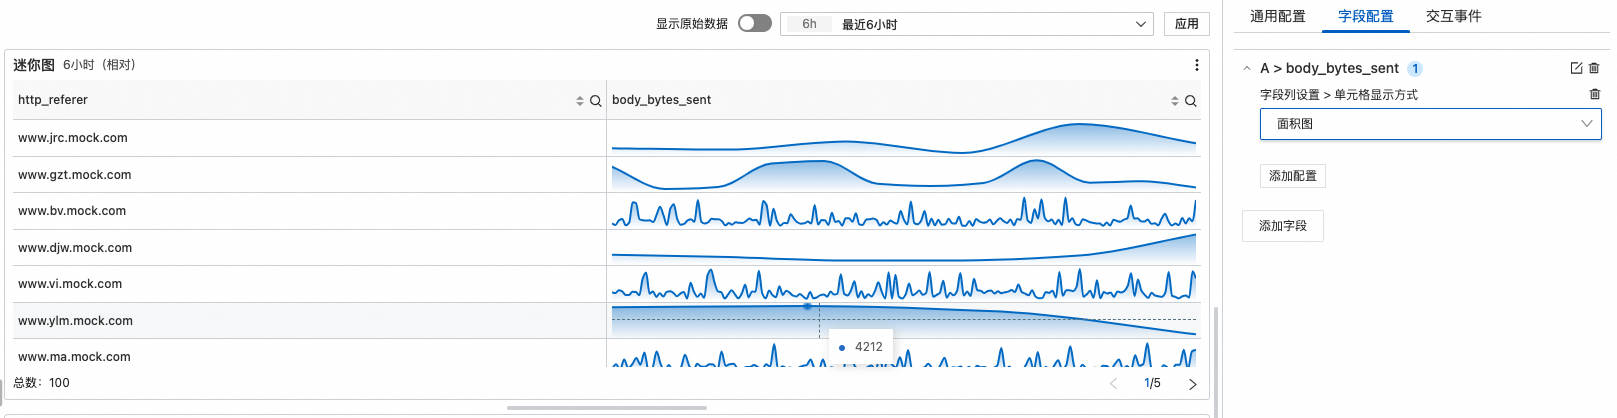 显示原始数据 6h 最近6小时 应用
迷你图 6小时（相对）
http_referer body_bytes_sent
www.jrc.mock.com
www.gzt.mock.com
www.bv.mock.com
www.djw.mock.com
www.vi.mock.com
www.ylm.mock.com
4212
www.ma.mock.com
总数：100 1/5
通用配置 字段配置 交互事件
A > body_bytes_sent 1
字段列设置 > 单元格显示方式
面积图
添加配置
添加字段